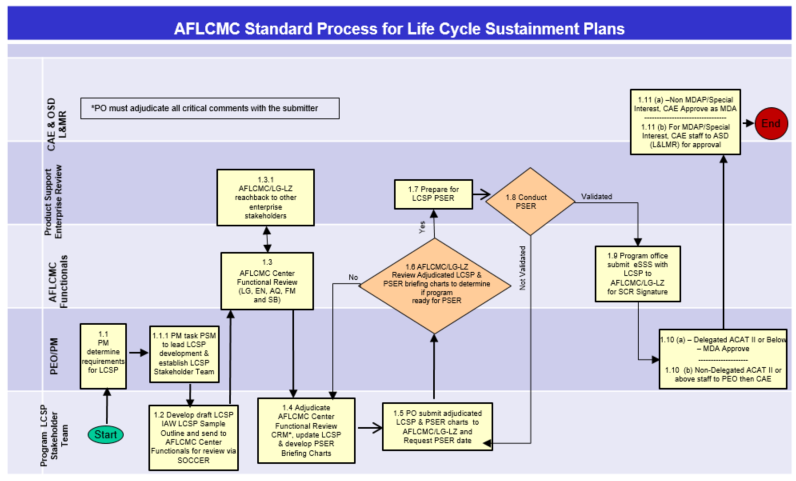 AFLCMC Standard Process for Life Cycle Sustainment Plans
CAE & OSD
L&MR
*PO must adjudicate all critical comments with the submitter
1.11 (a) –Non MDAP/Special
Interest, CAE Approve as MDA
--------------------------------
1.11 (b) For MDAP/Special
Interest, CAE staff to ASD
(L&LMR) for approval
End
Product Support
Enterprise Review
1.3.1
AFLCMC/LG-LZ
reachback to other
enterprise
stakeholders
1.7 Prepare for
LCSP PSER
1.8 Conduct
PSER
Validated
Yes
Not Validated
AFLCMC
Functionals
1.3
AFLCMC Center
Functional Review
(LG, EN, AQ, FM
and SB)
No
1.6 AFLCMC/LG-LZ
Review Adjudicated LCSP &
PSER briefing charts to determine
if program
ready for PSER
1.9 Program office
submit eSSS with
LCSP to
AFLCMC/LG-LZ
for SCR Signature
PEO/PM
1.1
PM
determine
requirements
for LCSP
1.1.1 PM task PSM
to lead LCSP
development &
establish LCSP
Stakeholder Team
1.10 (a) – Delegated ACAT II or Below
– MDA Approve
--------------------
1.10 (b) Non-Delegated ACAT II or
above staff to PEO then CAE
Program LCSP
Stakeholder
Team
Start
1.2 Develop draft LCSP
IAW LCSP Sample
Outline and send to
AFLCMC Center
Functionals for review via
SOCCER
1.4 Adjudicate
AFLCMC Center
Functional Review
CRM*, update LCSP
& develop PSER
Briefing Charts
1.5 PO submit adjudicated
LCSP & PSER charts to
AFLCMC/LG-LZ and
Request PSER date